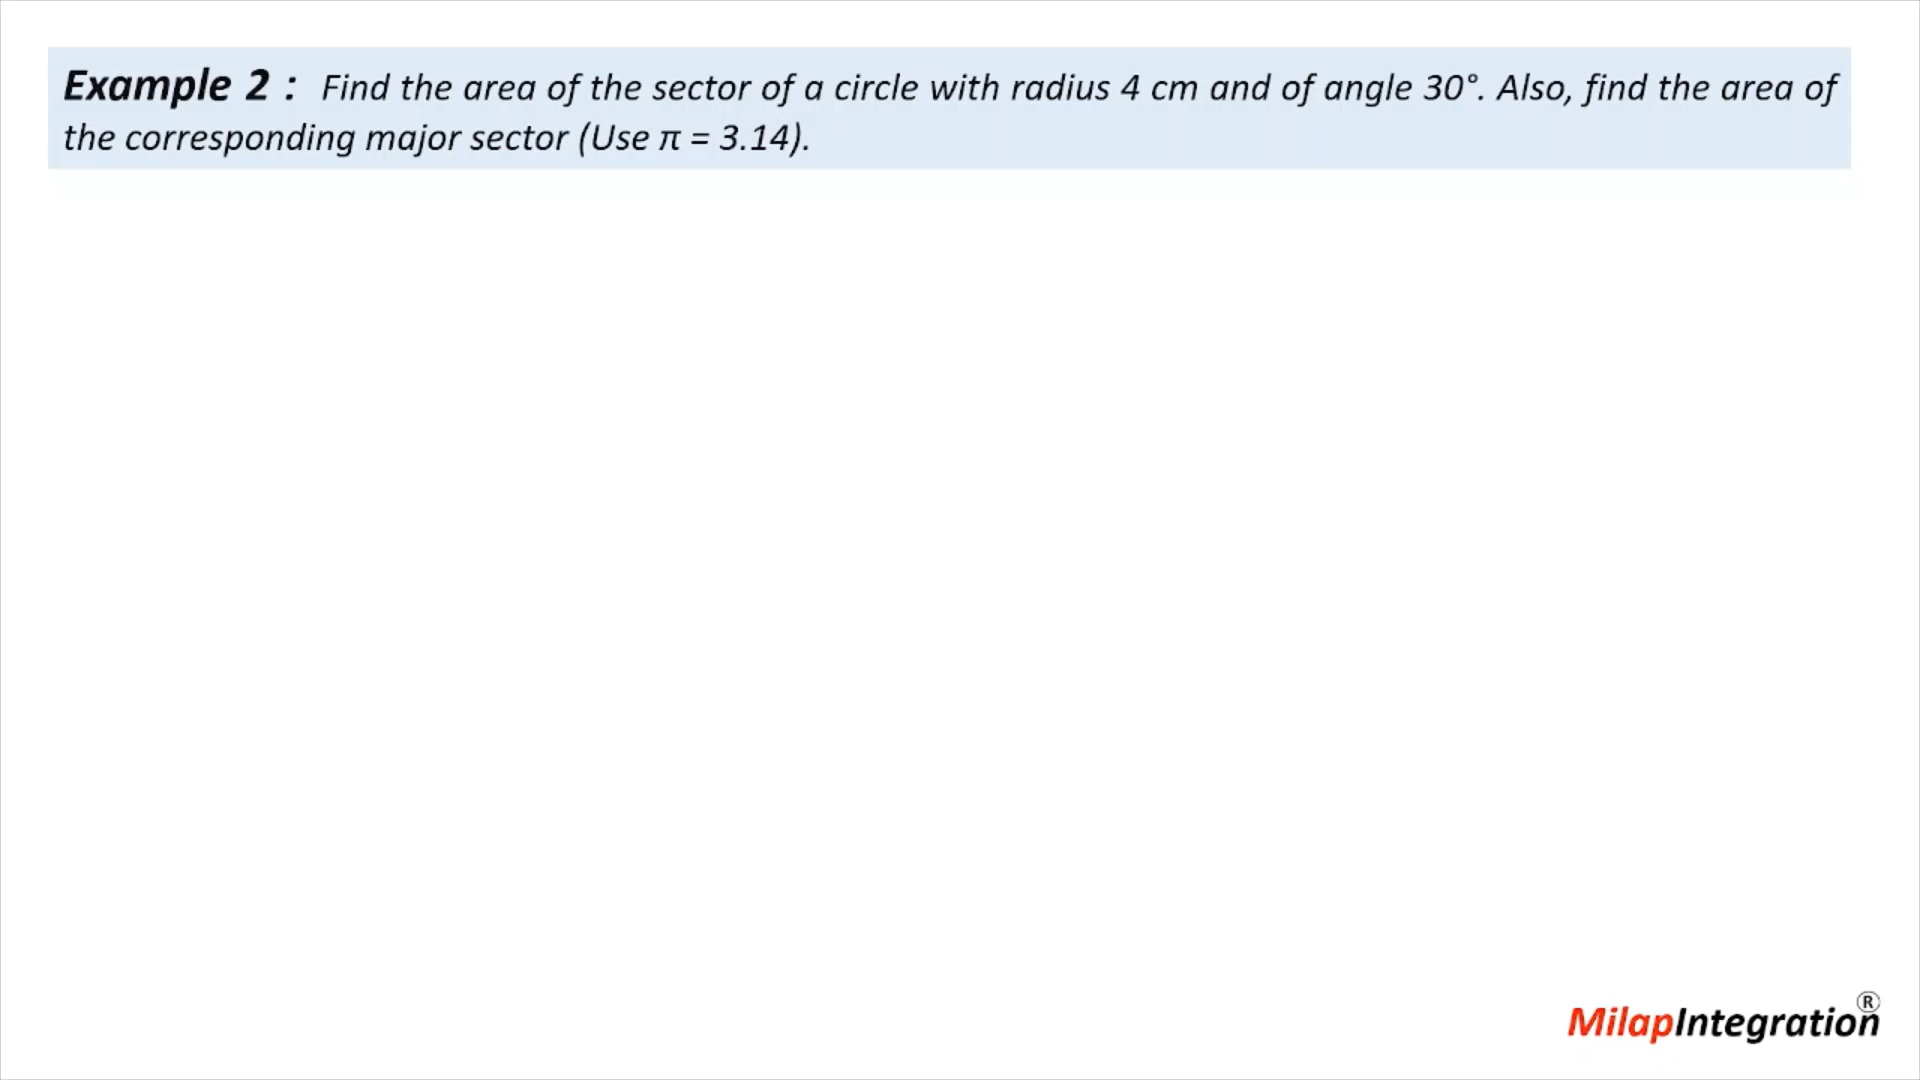 Example 2 : Find the area of the sector of a circle with radius 4 cm and of angle 30°. Also, find the area of
the corresponding major sector (Use π = 3.14).
MilapIntegration®